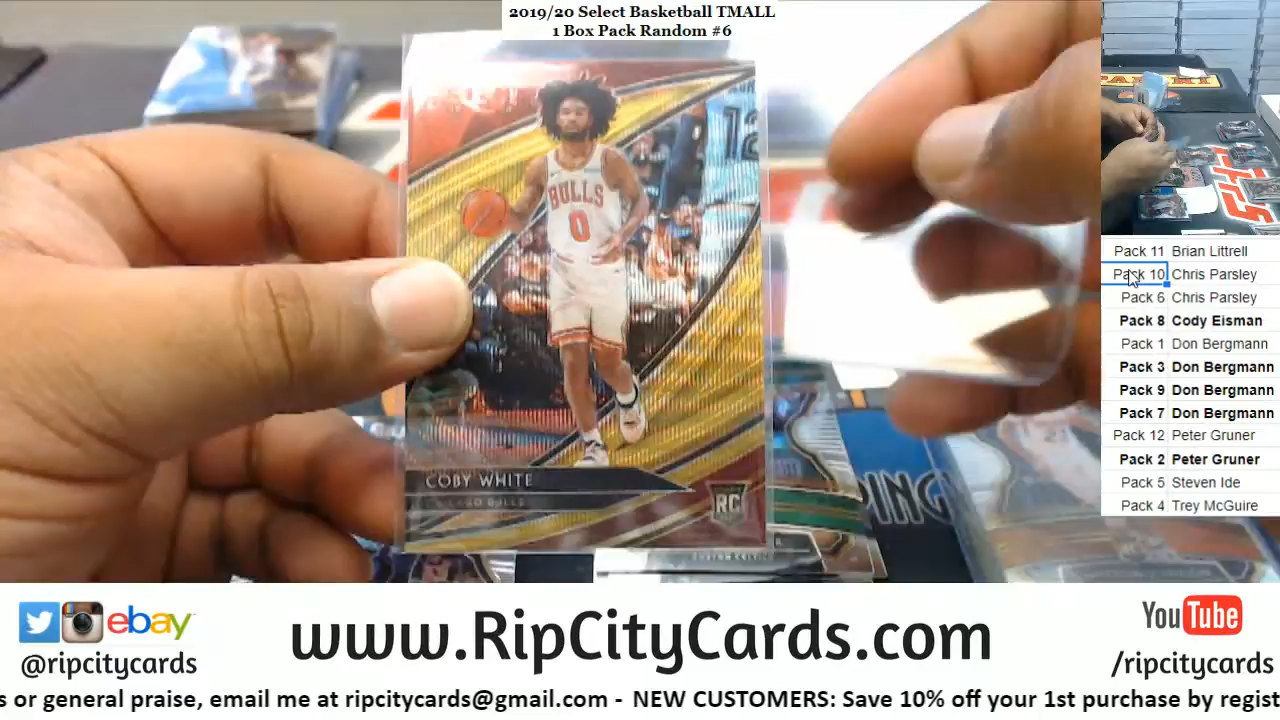 2019/20 Select Basketball TMALL
1 Box Pack Random #6
BULLS
0
12
COBY WHITE
RC
PING
PANINI
Pack 11 Brian Littrell
Pack 10 Chris Parsley
Pack 6 Chris Parsley
Pack 8 Cody Eisman
Pack 1 Don Bergmann
Pack 3 Don Bergmann
Pack 9 Don Bergmann
Pack 7 Don Bergmann
Pack 12 Peter Gruner
Pack 2 Peter Gruner
Pack 5 Steven Ide
Pack 4 Trey McGuire
ebay
@ripcitycards
www.RipCityCards.com
YouTube
/ripcitycards
s or general praise, email me at ripcitycards@gmail.com - NEW CUSTOMERS: Save 10% off your 1st purchase by regist